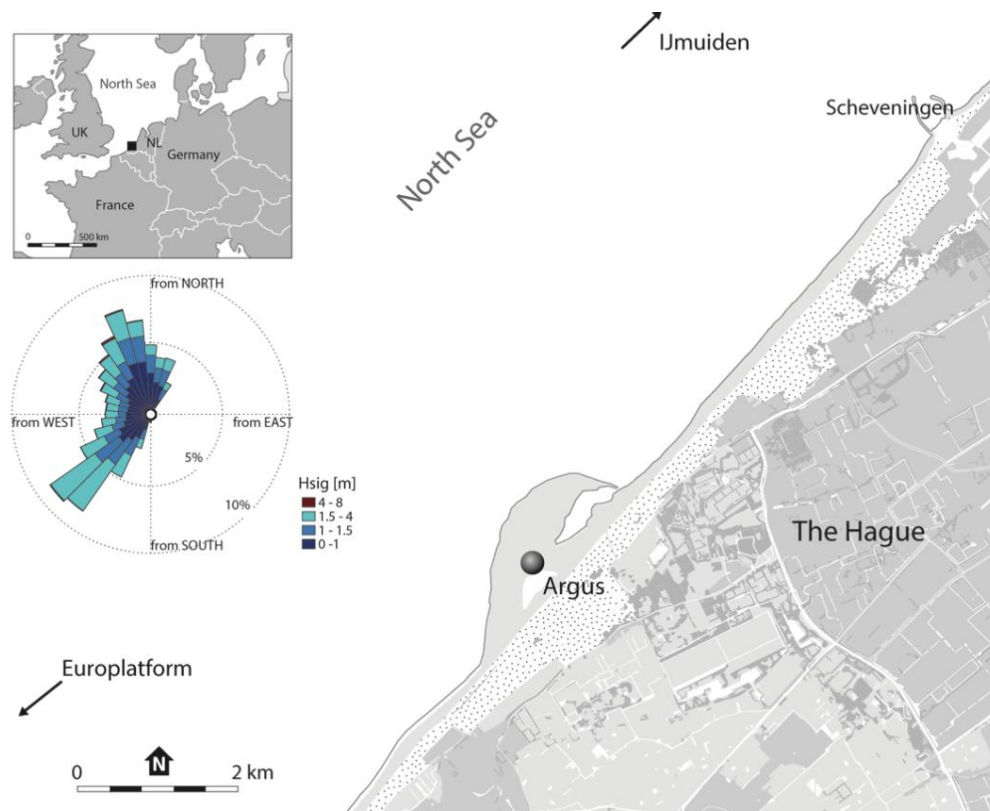 IJmuiden
Scheveningen
North Sea
North Sea
UK
NL
Germany
France
0 500 km
from NORTH
from WEST
from EAST
5%
10%
from SOUTH
Hsig [m]
4 - 8
1.5 - 4
1 - 1.5
0 -1
The Hague
Argus
Europlatform
N
0 2 km